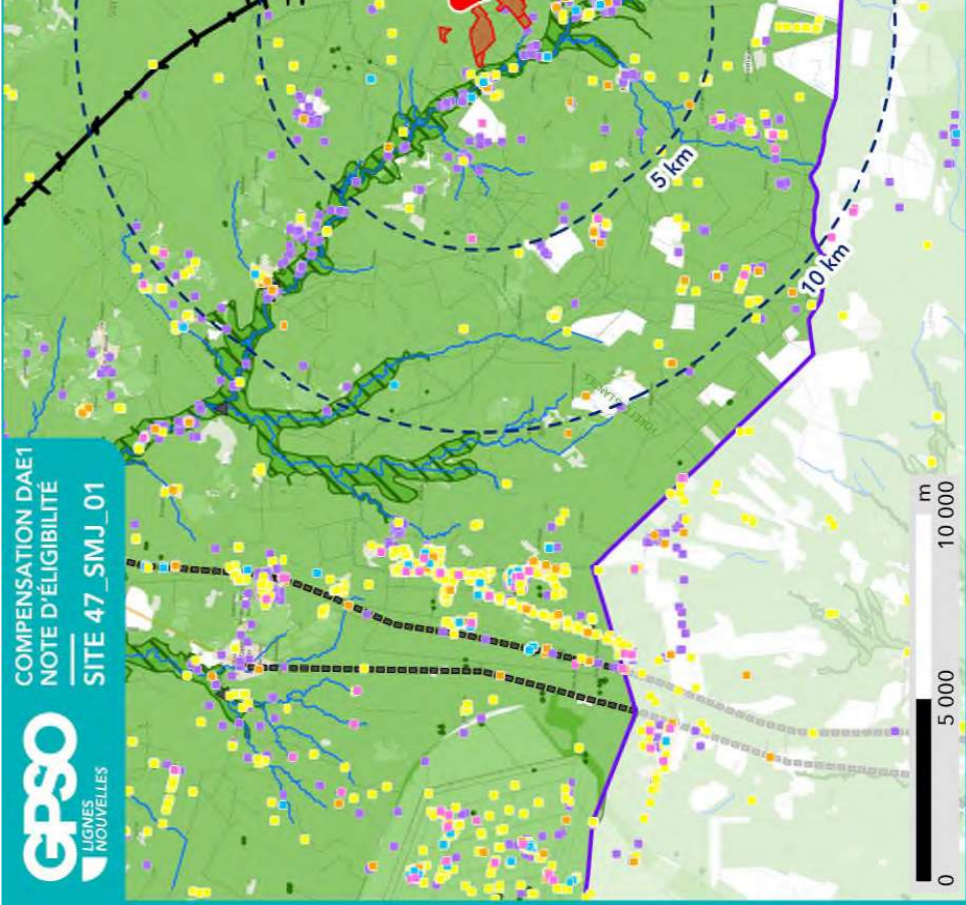 GPSO
LIGNES
NOUVELLES
COMPENSATION DAE1
NOTE D'ÉLIGIBILITÉ
SITE 47_SMJ_01
5 km
10 km
0
5 000
10 000
m